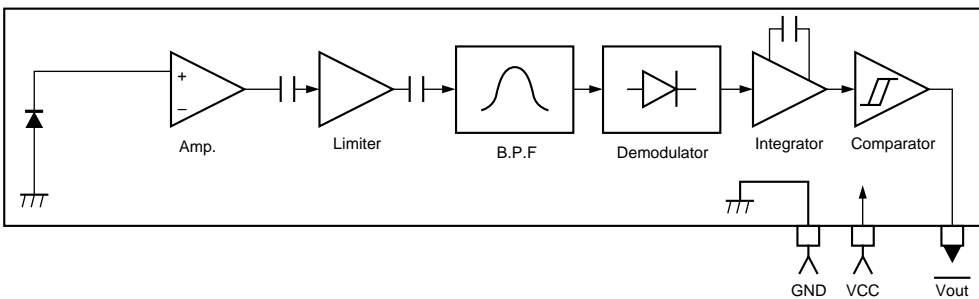 +
−
Amp.
Limiter
B.P.F
Demodulator
Integrator
Comparator
GND
VCC
Vout